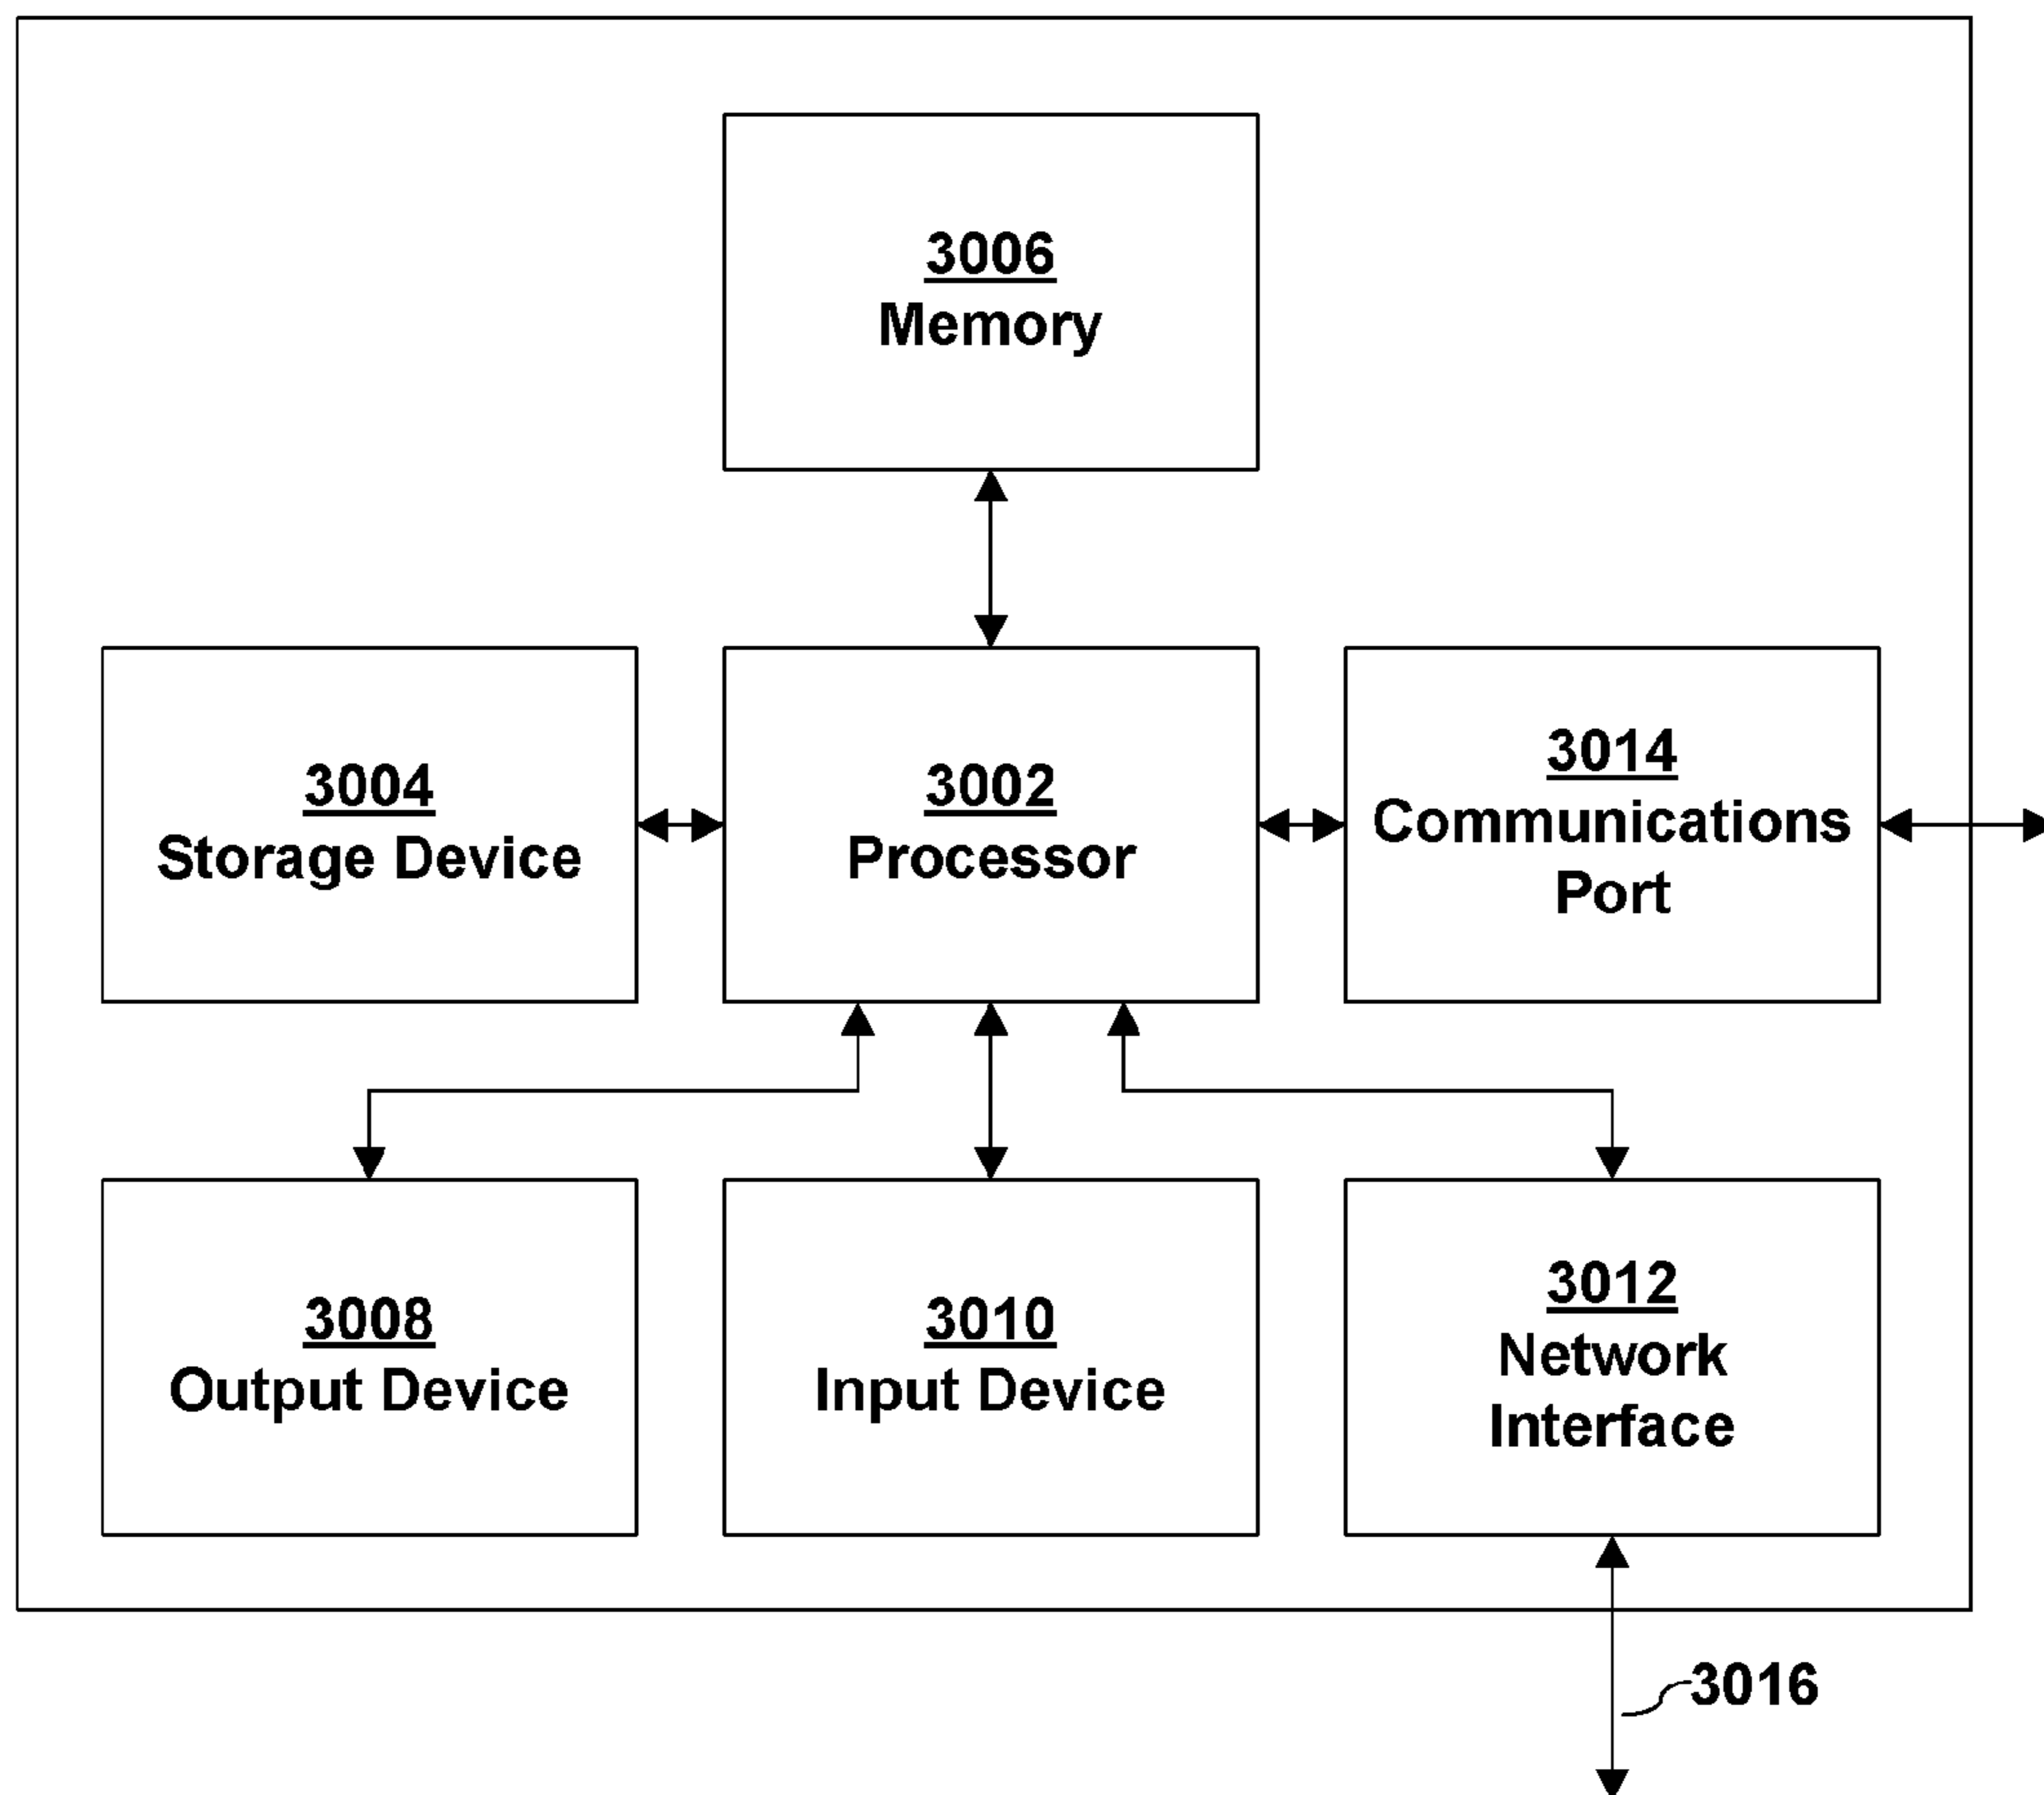 3006
Memory
3004
Storage Device
3002
Processor
3014
Communications
Port
3008
Output Device
3010
Input Device
3012
Network
Interface
3016